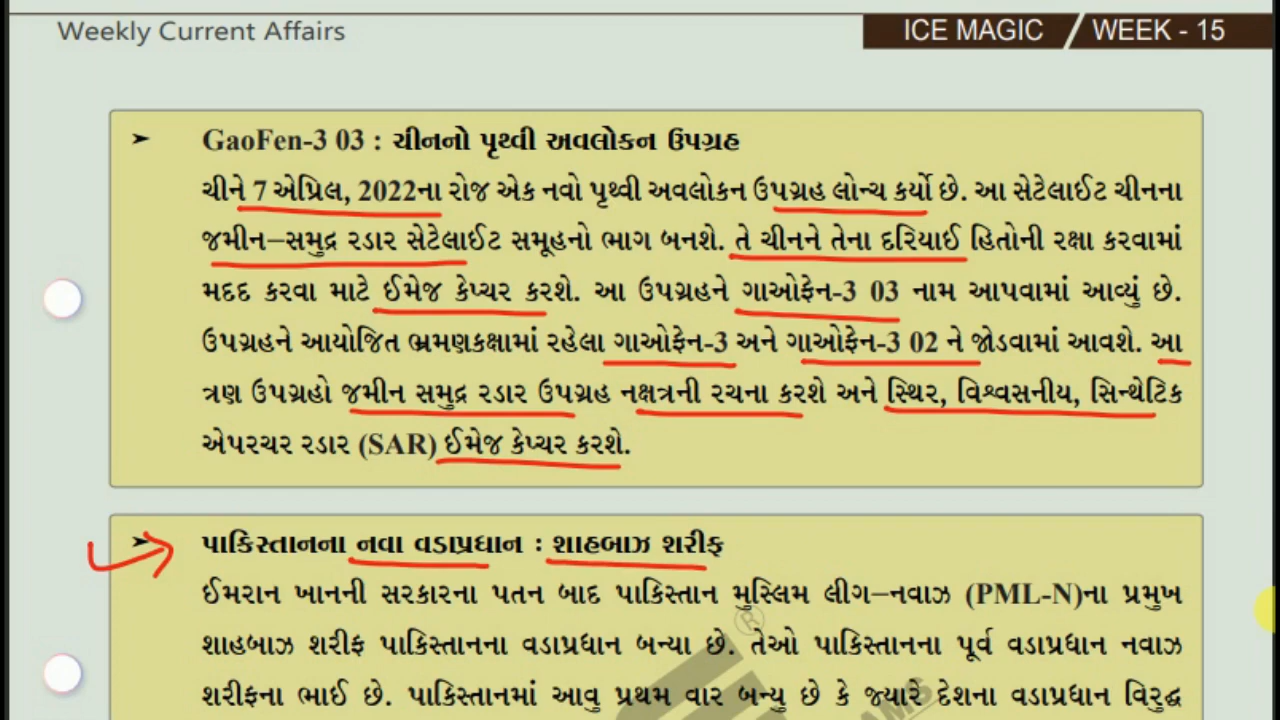 Weekly Current Affairs
ICE MAGIC WEEK - 15
➤ GaoFen-3 03 : ચીનનો પૃથ્વી અવલોકન ઉપગ્રહ
ચીને 7 એપ્રિલ, 2022ના રોજ એક નવો પૃથ્વી અવલોકન ઉપગ્રહ લોન્ચ કર્યો છે. આ સેટેલાઈટ ચીનના
જમીન–સમુદ્ર રડાર સેટેલાઈટ સમૂહનો ભાગ બનશે. તે ચીનને તેના દરિયાઈ હિતોની રક્ષા કરવામાં
મદદ કરવા માટે ઈમેજ કેપ્ચર કરશે. આ ઉપગ્રહને ગાઓફેન-3 03 નામ આપવામાં આવ્યું છે.
ઉપગ્રહને આયોજિત ભ્રમણકક્ષામાં રહેલા ગાઓફેન-3 અને ગાઓફેન-3 02 ને જોડવામાં આવશે. આ
ત્રણ ઉપગ્રહો જમીન સમુદ્ર રડાર ઉપગ્રહ નક્ષત્રની રચના કરશે અને સ્થિર, વિશ્વસનીય, સિન્થેટિક
એપરચર રડાર (SAR) ઈમેજ કેપ્ચર કરશે.
➤ પાકિસ્તાનના નવા વડાપ્રધાન : શાહબાઝ શરીફ
ઈમરાન ખાનની સરકારના પતન બાદ પાકિસ્તાન મુસ્લિમ લીગ–નવાઝ (PML-N)ના પ્રમુખ
શાહબાઝ શરીફ પાકિસ્તાનના વડાપ્રધાન બન્યા છે. તેઓ પાકિસ્તાનના પૂર્વ વડાપ્રધાન નવાઝ
શરીફના ભાઈ છે. પાકિસ્તાનમાં આવુ પ્રથમ વાર બન્યુ છે કે જ્યારે દેશના વડાપ્રધાન વિરુદ્ધ